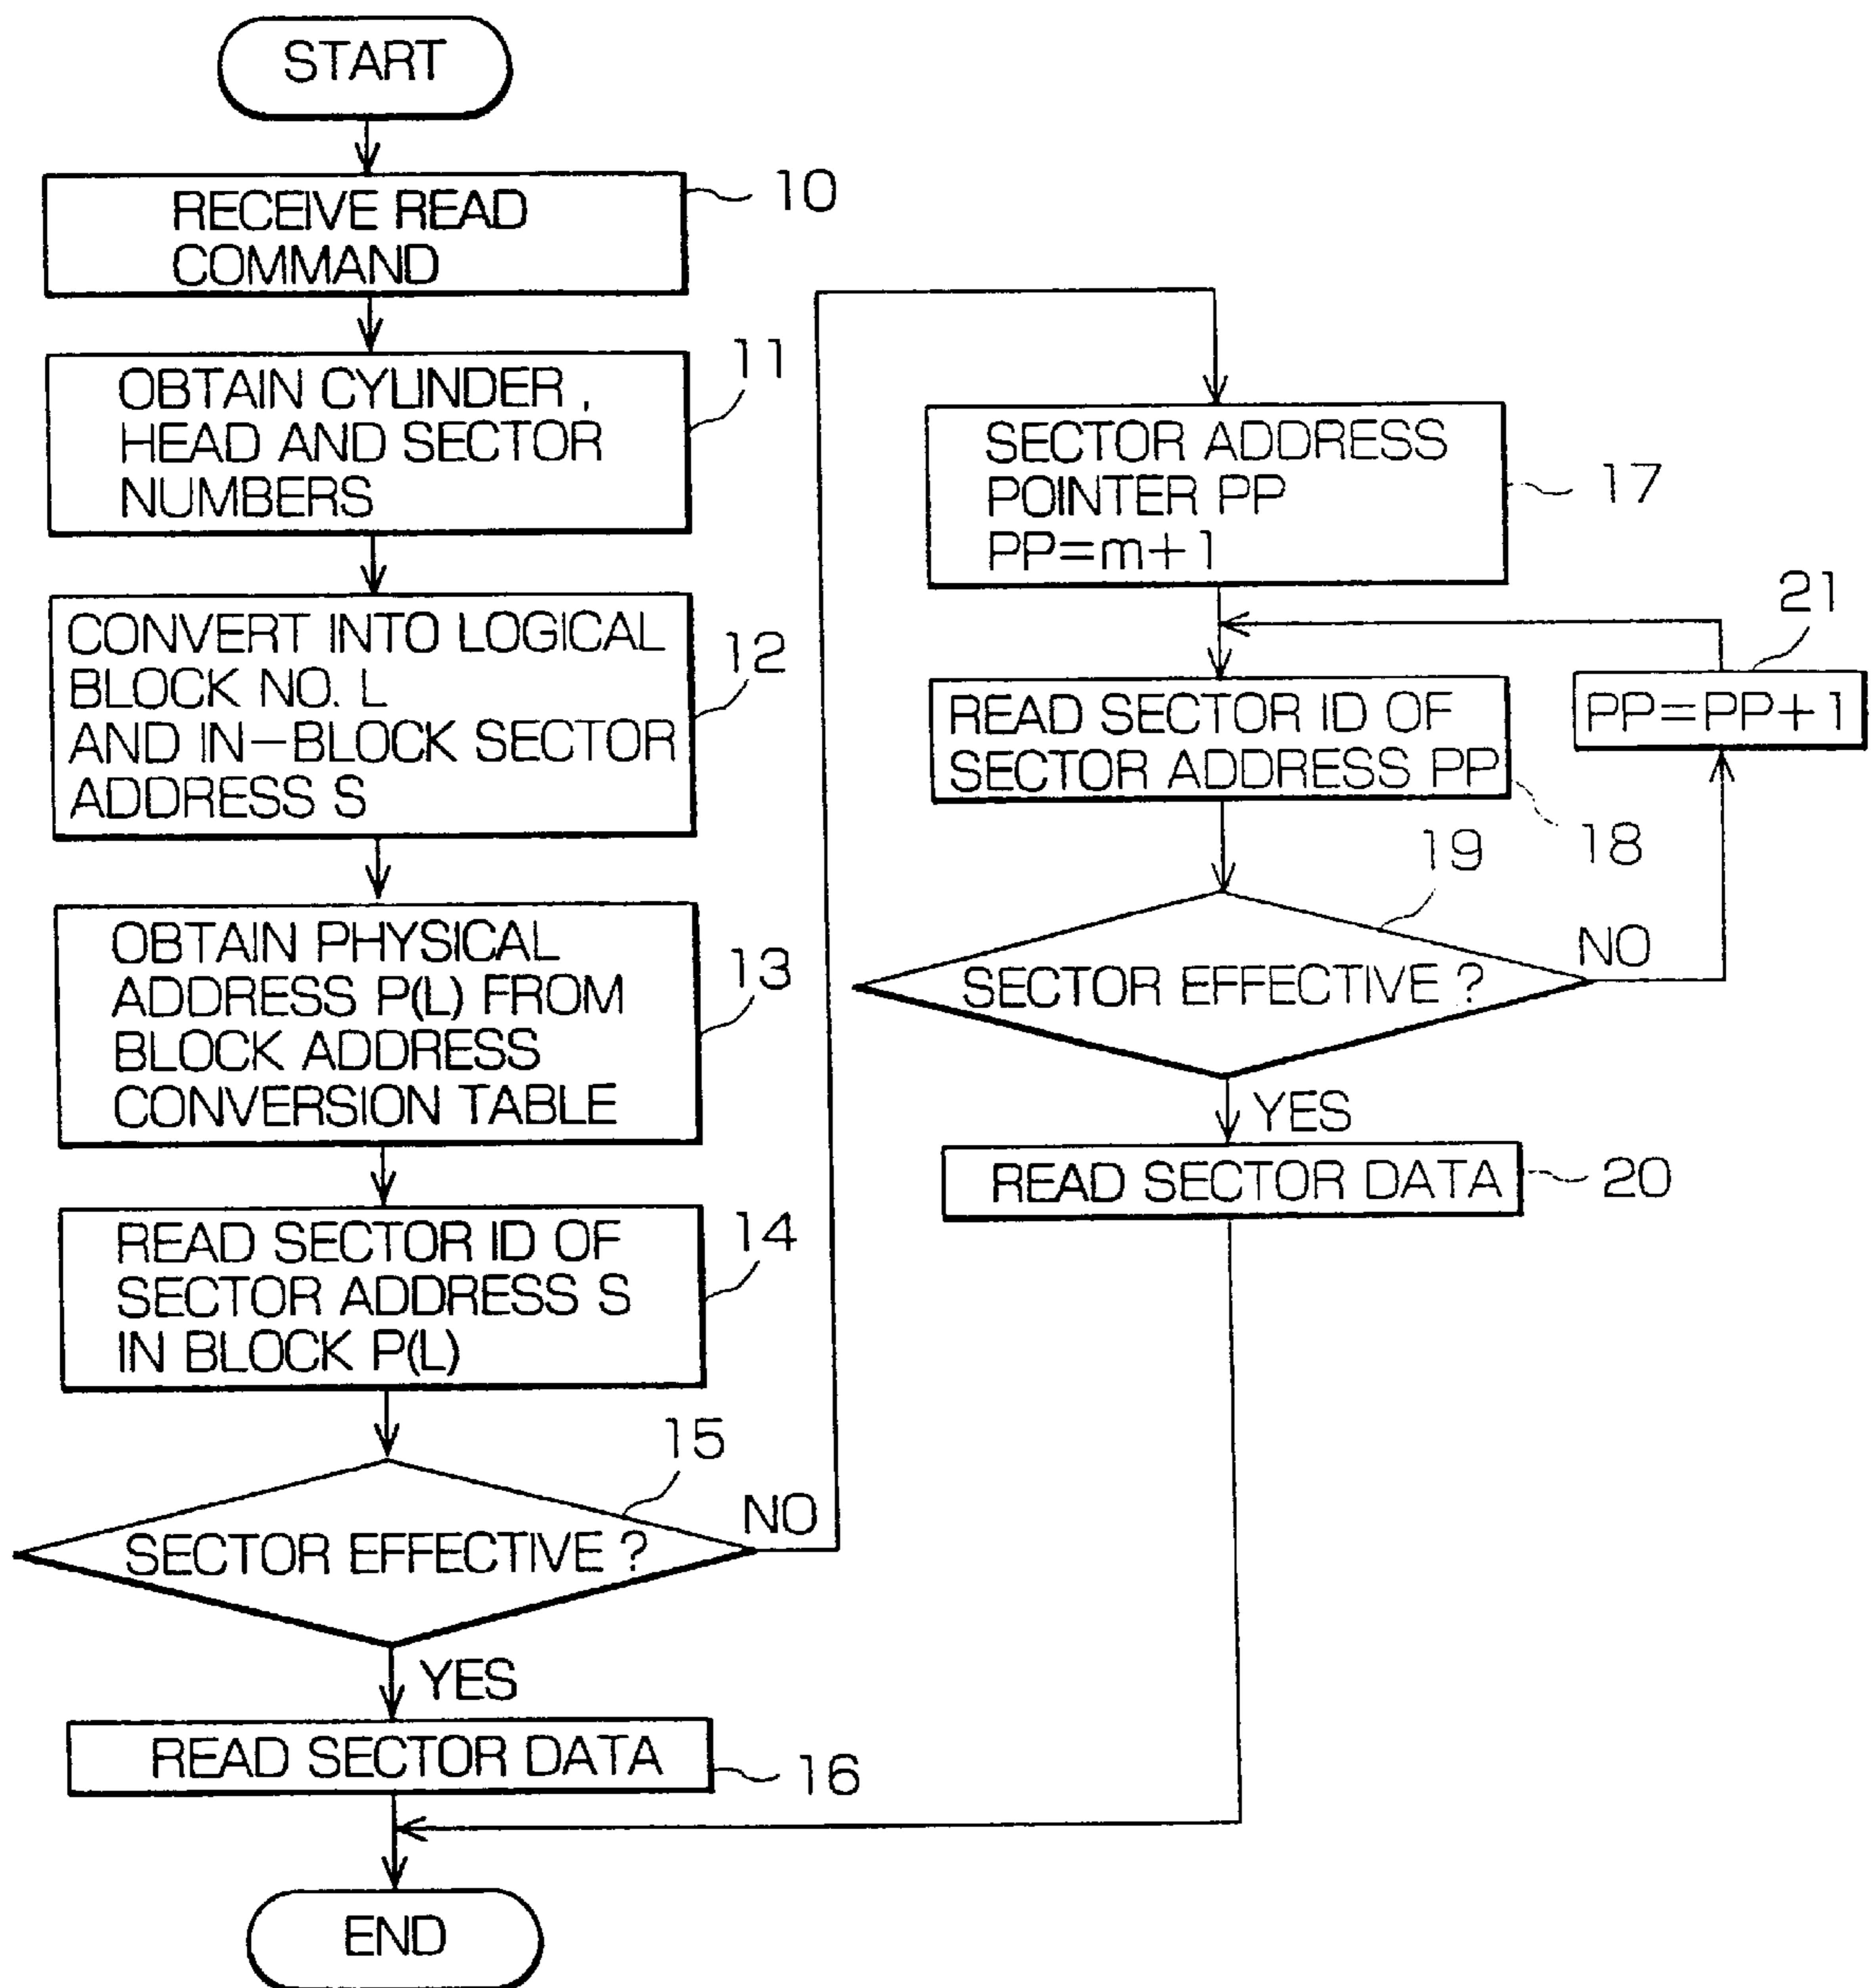 START
RECEIVE READ
COMMAND
10
OBTAIN CYLINDER,
HEAD AND SECTOR
NUMBERS
11
CONVERT INTO LOGICAL
BLOCK NO. L
AND IN-BLOCK SECTOR
ADDRESS S
12
OBTAIN PHYSICAL
ADDRESS P(L) FROM
BLOCK ADDRESS
CONVERSION TABLE
13
READ SECTOR ID OF
SECTOR ADDRESS S
IN BLOCK P(L)
14
15
SECTOR EFFECTIVE ?
NO
YES
READ SECTOR DATA
16
END
SECTOR ADDRESS
POINTER PP
PP=m+1
17
21
PP=PP+1
READ SECTOR ID OF
SECTOR ADDRESS PP
18
19
SECTOR EFFECTIVE ?
NO
YES
READ SECTOR DATA
20